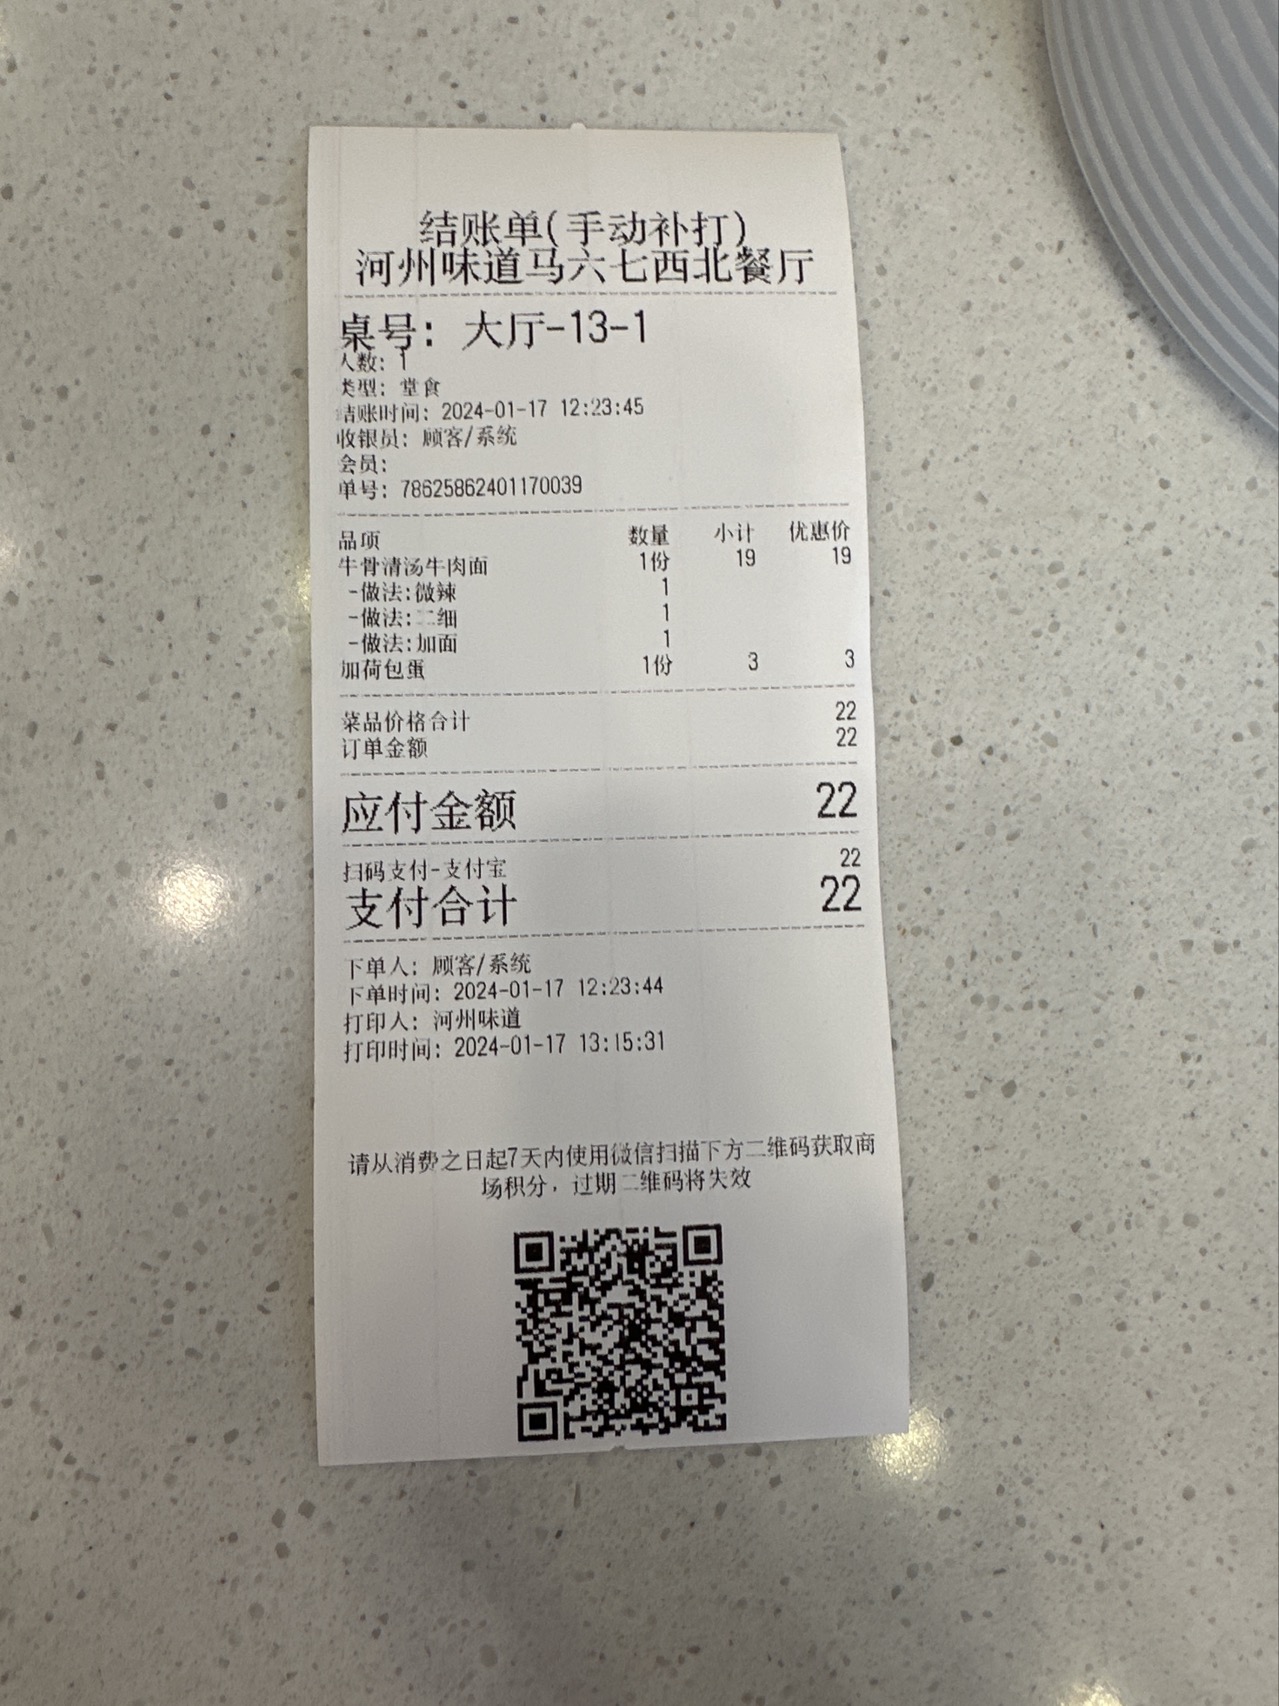 结账单(手动补打)
河州味道马六七西北餐厅
桌号: 大厅-13-1
人数: 1
类型: 堂食
结账时间: 2024-01-17 12:23:45
收银员: 顾客/系统
会员:
单号: 78625862401170039
品项 数量 小计 优惠价
牛骨清汤牛肉面 1份 19 19
-做法:微辣 1
-做法:二细 1
-做法:加面 1
加荷包蛋 1份 3 3
菜品价格合计 22
订单金额 22
应付金额 22
扫码支付-支付宝 22
支付合计 22
下单人: 顾客/系统
下单时间: 2024-01-17 12:23:44
打印人: 河州味道
打印时间: 2024-01-17 13:15:31
请从消费之日起7天内使用微信扫描下方二维码获取商
场积分，过期二维码将失效